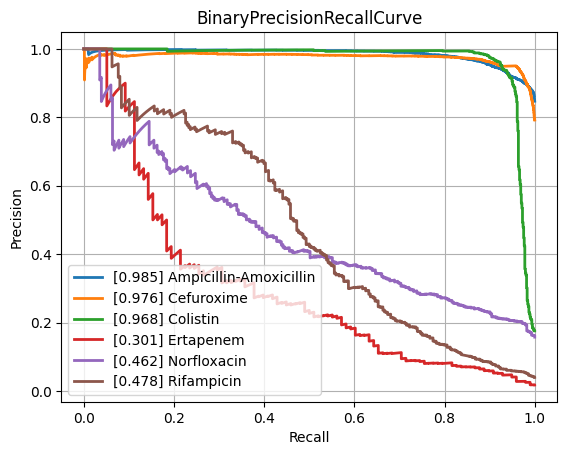 BinaryPrecisionRecallCurve
1.0
0.8
0.6
0.4
0.2
0.0
Precision
[0.985] Ampicillin-Amoxicillin
[0.976] Cefuroxime
[0.968] Colistin
[0.301] Ertapenem
[0.462] Norfloxacin
[0.478] Rifampicin
0.0 0.2 0.4 0.6 0.8 1.0
Recall